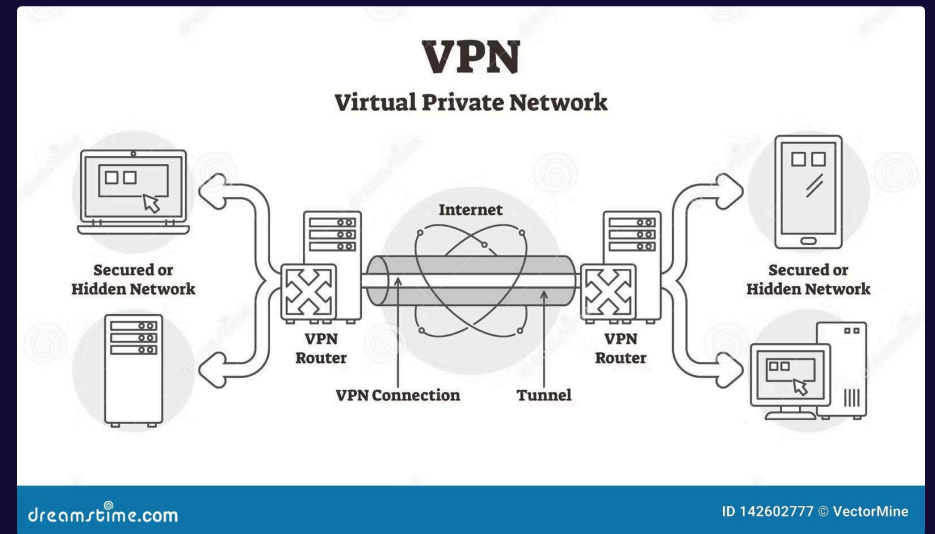 VPN
Virtual Private Network
Internet
Secured or
Hidden Network
Secured or
Hidden Network
VPN
Router
VPN
Router
VPN Connection
Tunnel
dreamstime.com
ID 142602777 © VectorMine